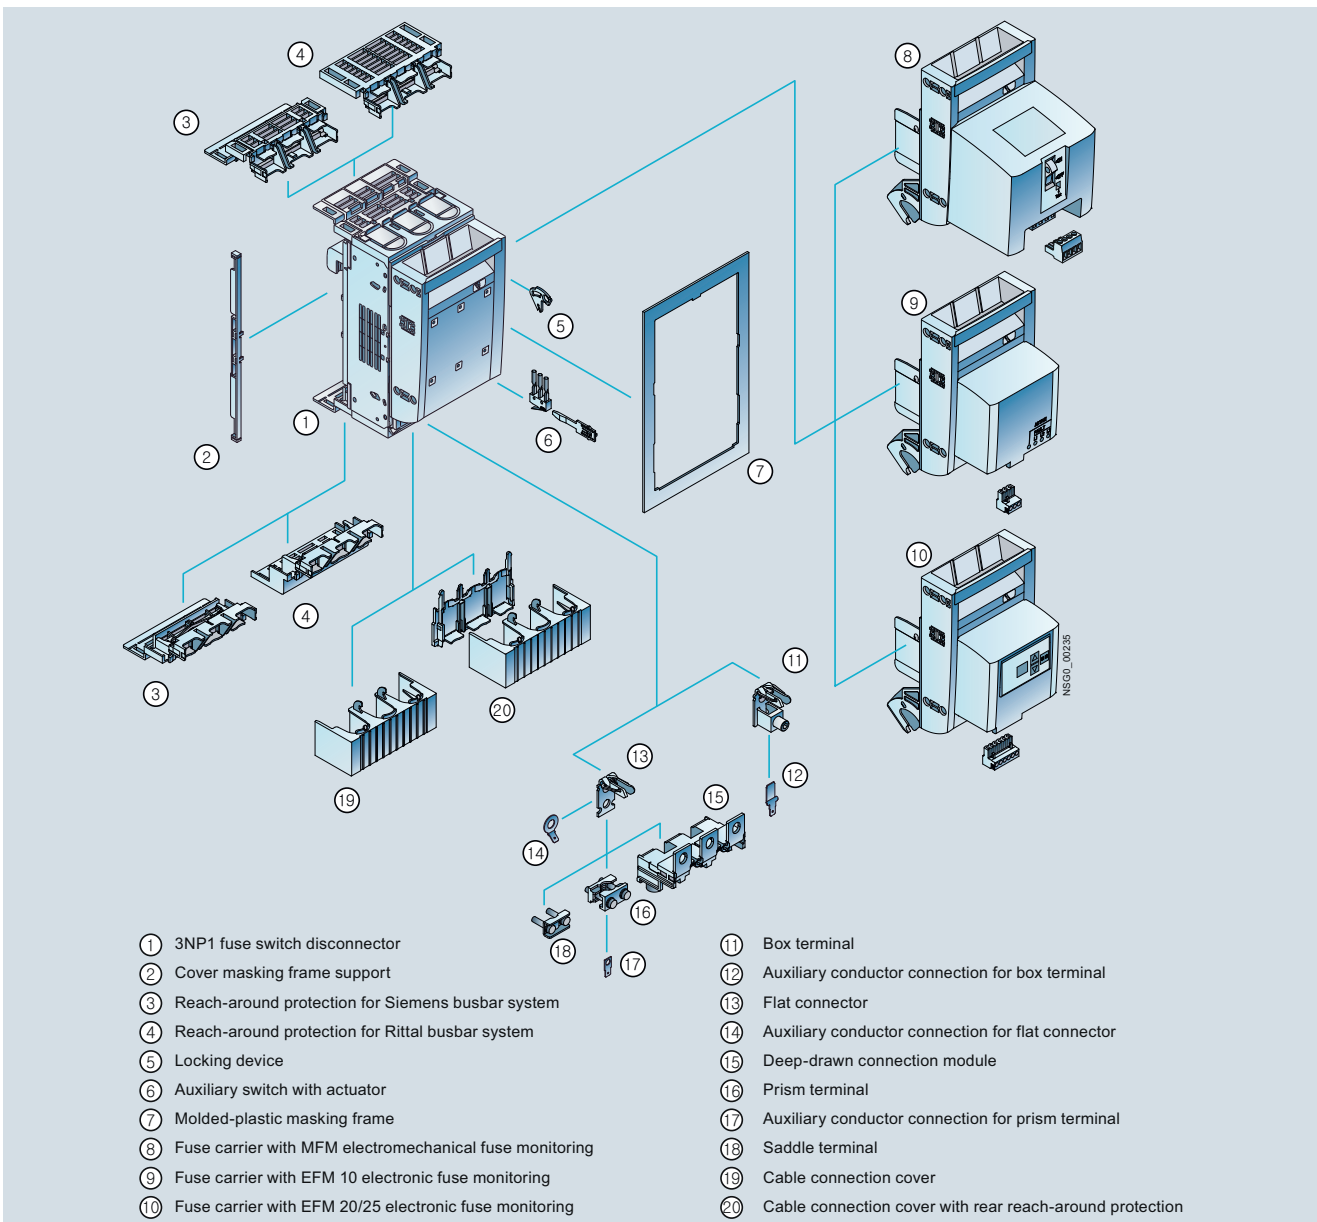 4
8
3
9
5
1
6
2
7
10
4
11
3
20
NSG0_00235
13
12
19
15
14
16
18
17
1 3NP1 fuse switch disconnector
2 Cover masking frame support
3 Reach-around protection for Siemens busbar system
4 Reach-around protection for Rittal busbar system
5 Locking device
6 Auxiliary switch with actuator
7 Molded-plastic masking frame
8 Fuse carrier with MFM electromechanical fuse monitoring
9 Fuse carrier with EFM 10 electronic fuse monitoring
10 Fuse carrier with EFM 20/25 electronic fuse monitoring
11 Box terminal
12 Auxiliary conductor connection for box terminal
13 Flat connector
14 Auxiliary conductor connection for flat connector
15 Deep-drawn connection module
16 Prism terminal
17 Auxiliary conductor connection for prism terminal
18 Saddle terminal
19 Cable connection cover
20 Cable connection cover with rear reach-around protection